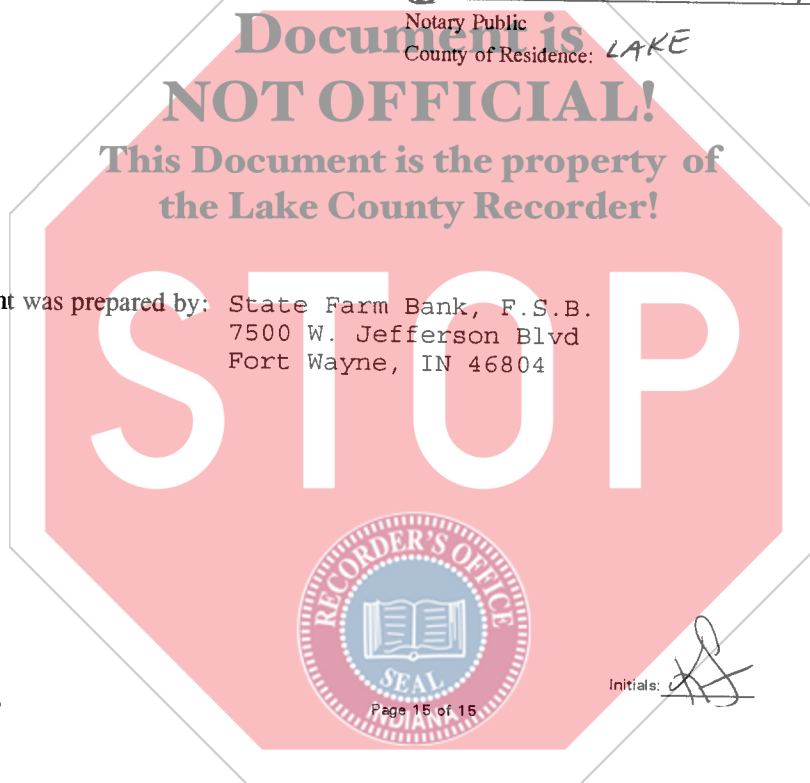 Notary Public
County of Residence: LAKE
Document is
NOT OFFICIAL!
This Document is the property of
the Lake County Recorder!
STOP
nt was prepared by: State Farm Bank, F.S.B.
7500 W. Jefferson Blvd
Fort Wayne, IN 46804
RECORDER'S OFFICE
SEAL
INDIANA
Page 15 of 15
Initials: